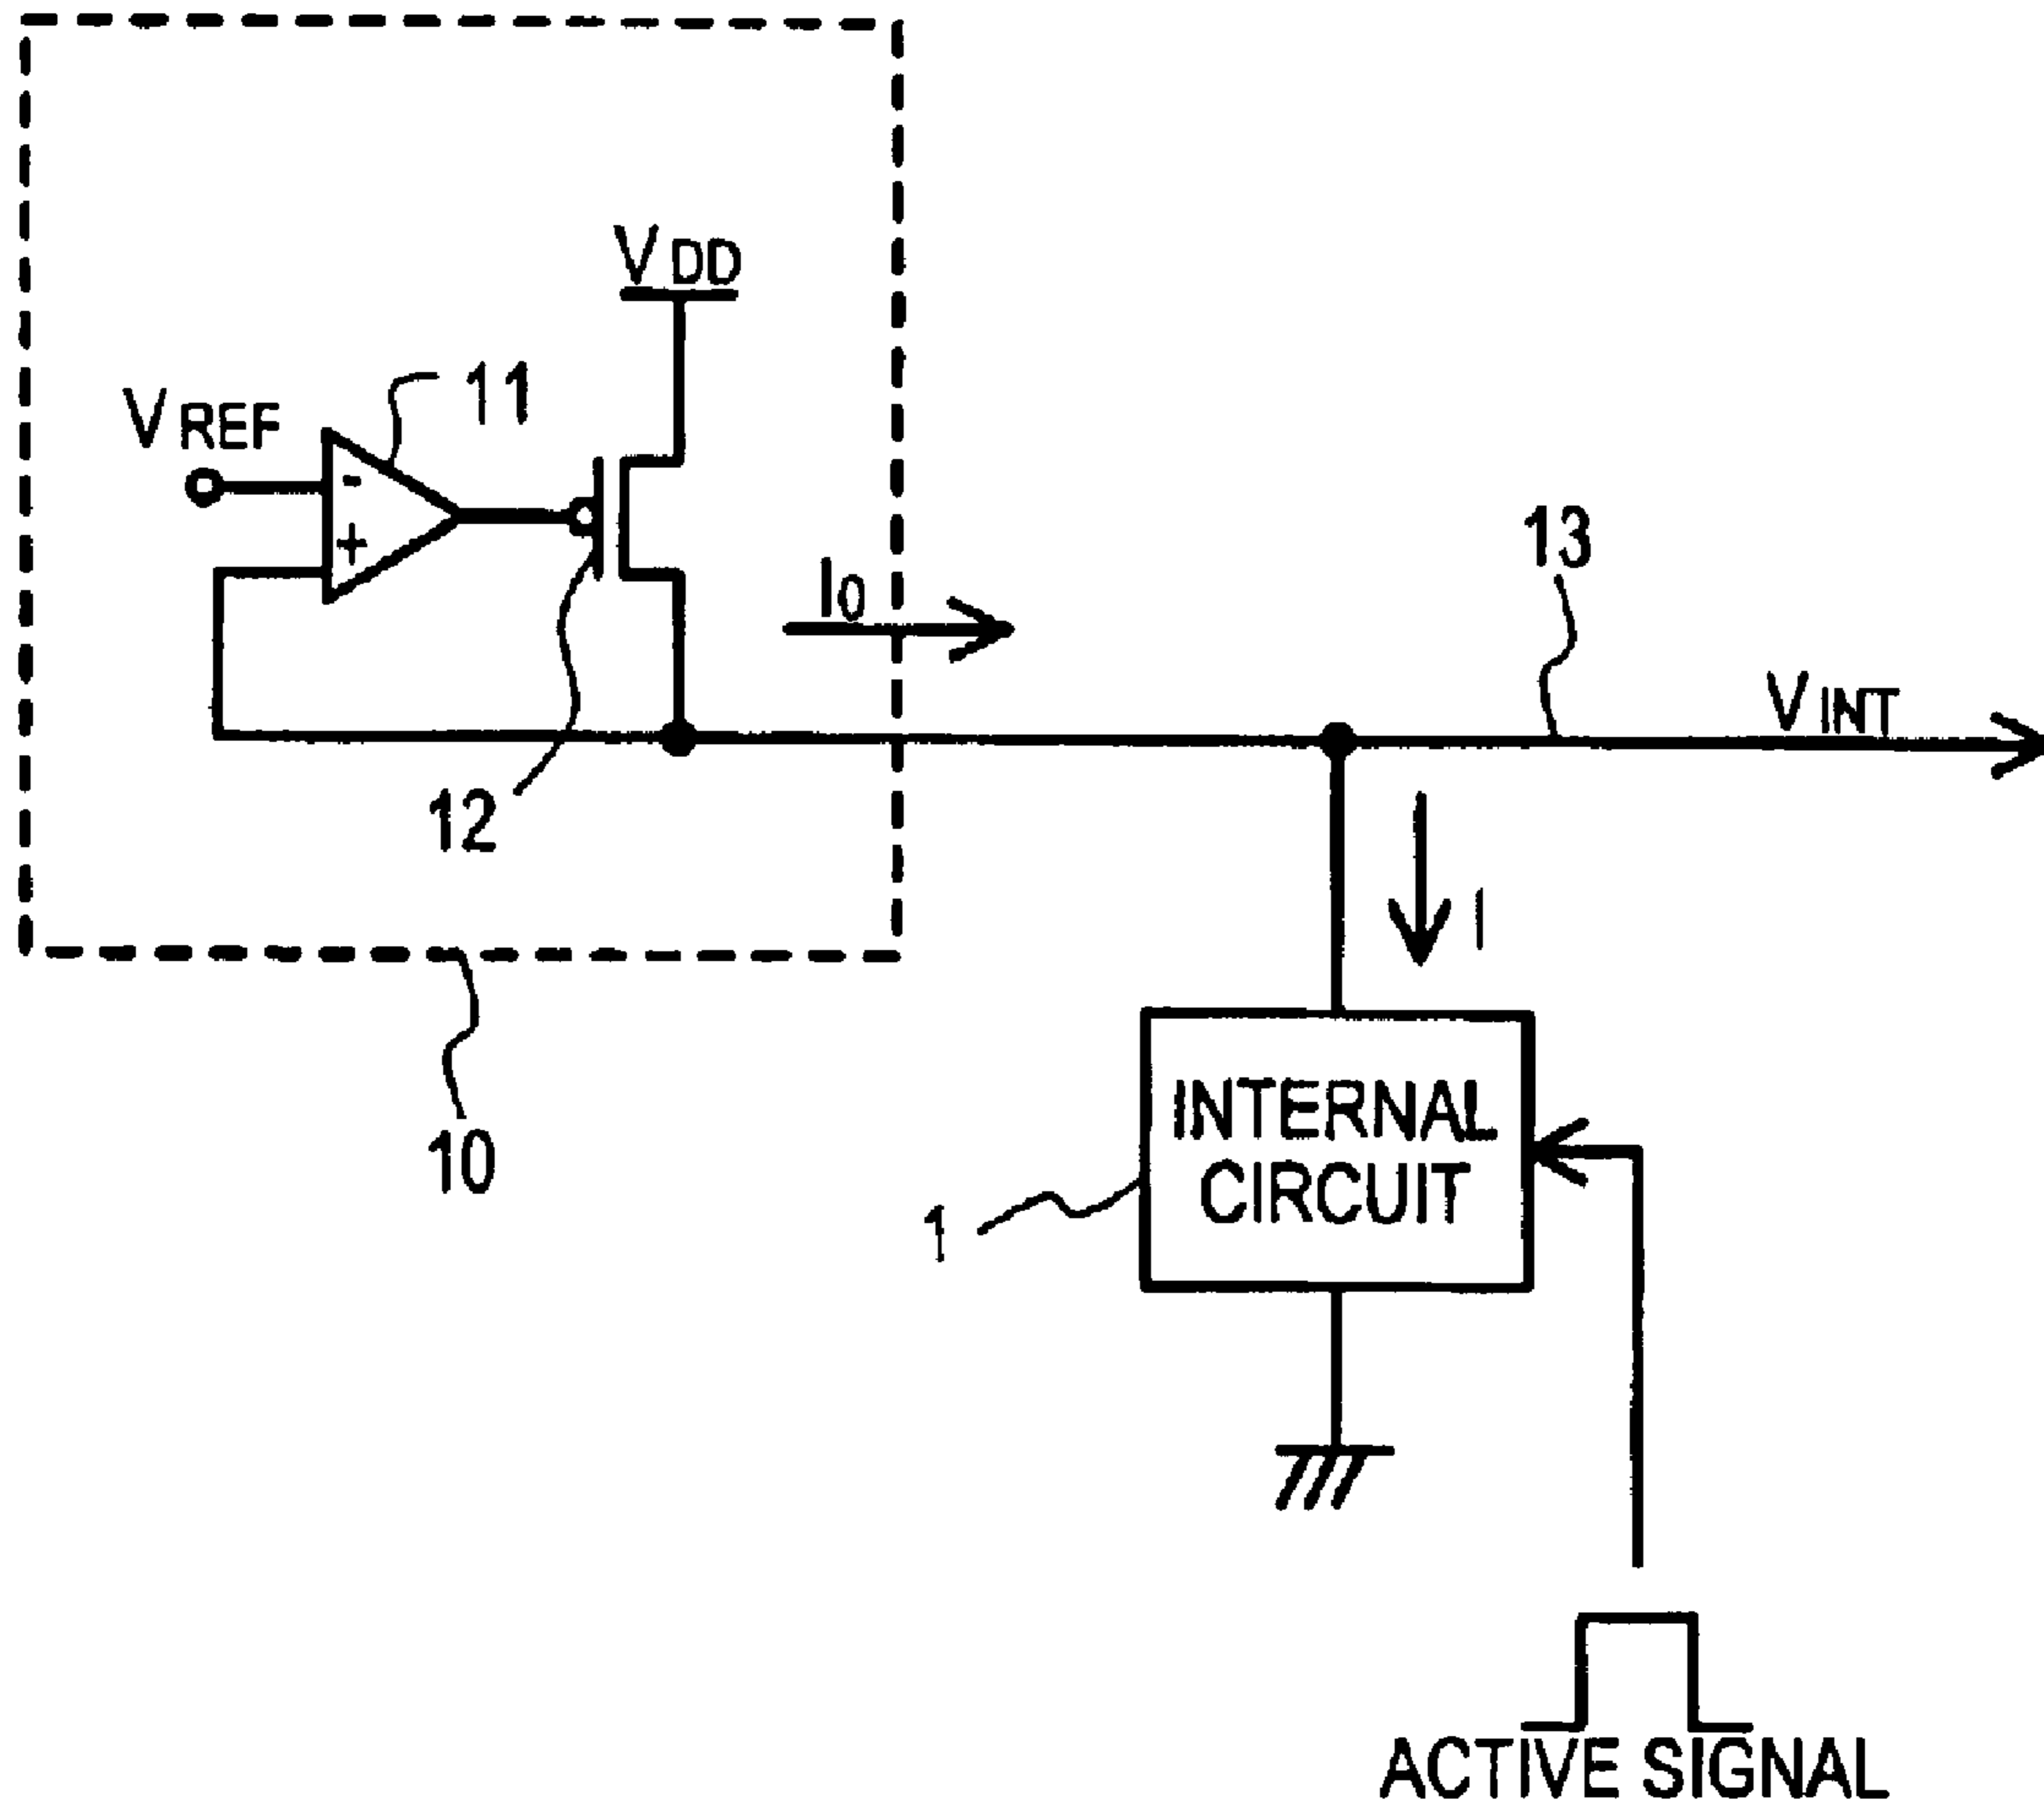 VDD
11
VREF
- 
+
I0
13
VINT
12
I
10
INTERNAL
CIRCUIT
1
ACTIVE SIGNAL